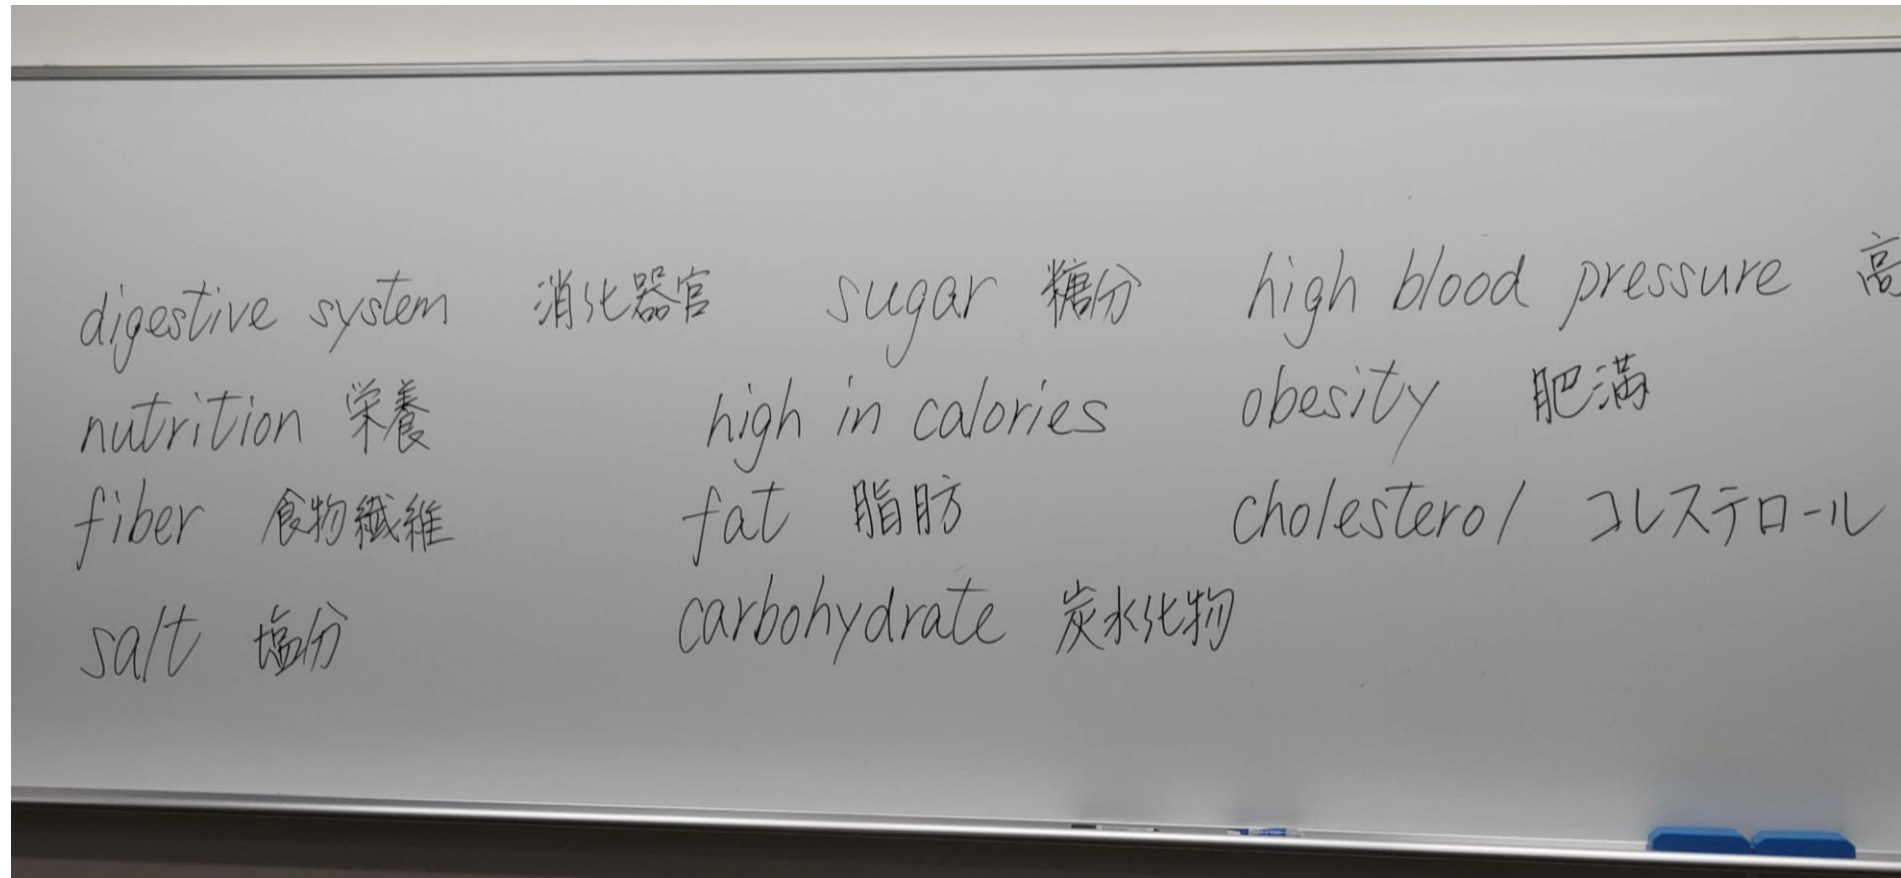 digestive system 消化器官 sugar 糖分 high blood pressure 高
nutrition 栄養 high in calories obesity 肥満
fiber 食物繊維 fat 脂肪 cholesterol コレステロール
salt 塩分 carbohydrate 炭水化物